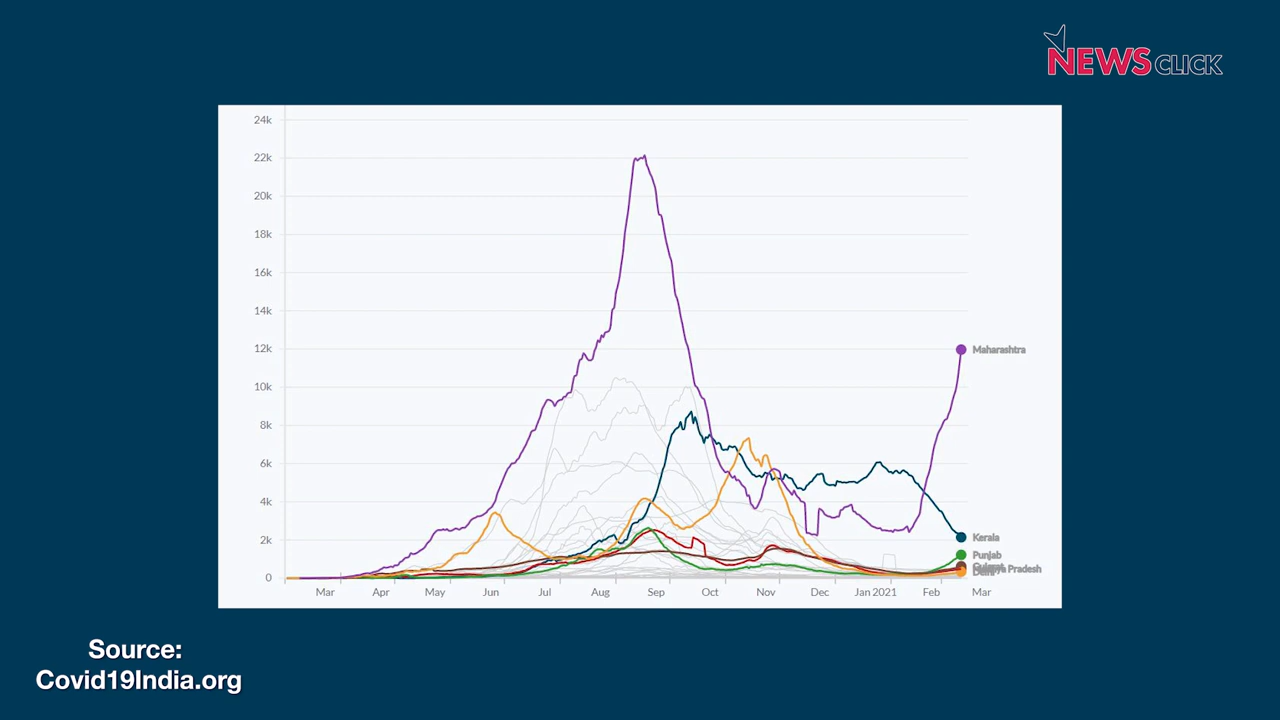 NEWSCLICK
24k
22k
20k
18k
16k
14k
12k
10k
8k
6k
4k
2k
0
Maharashtra
Kerala
Punjab
Pradesh
Mar Apr May Jun Jul Aug Sep Oct Nov Dec Jan 2021 Feb Mar
Source:
Covid19India.org